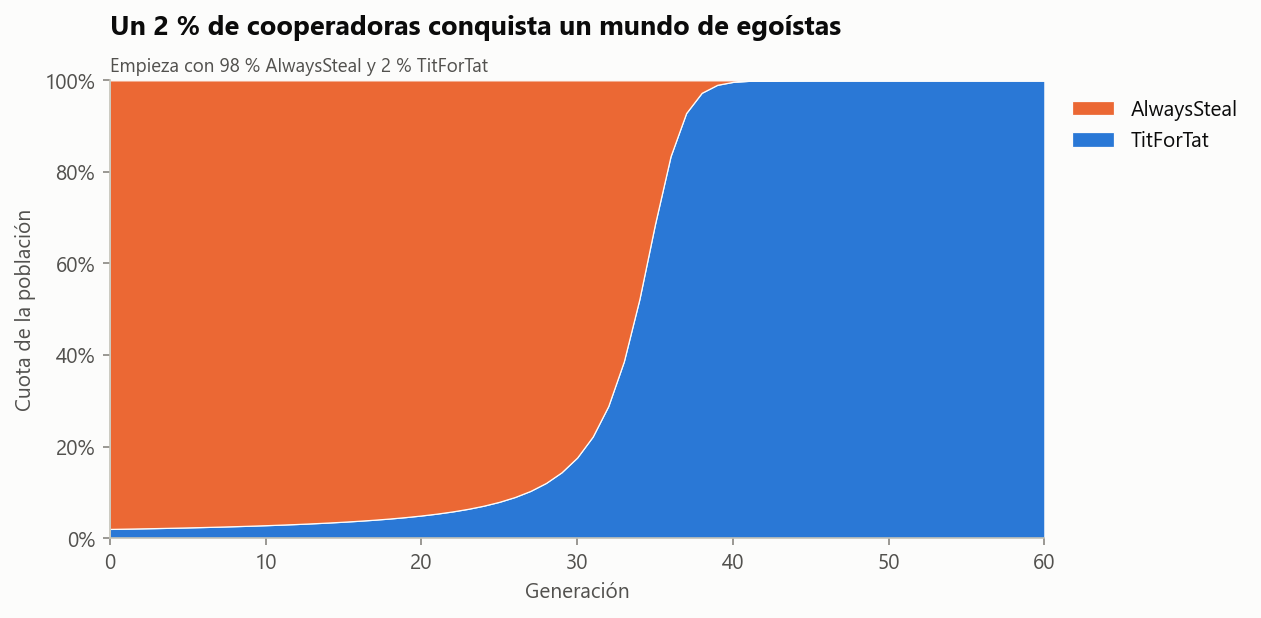 Un 2 % de cooperadoras conquista un mundo de egoístas
Empieza con 98 % AlwaysSteal y 2 % TitForTat
100%
80%
60%
40%
20%
0%
Cuota de la población
0 10 20 30 40 50 60
Generación
AlwaysSteal
TitForTat